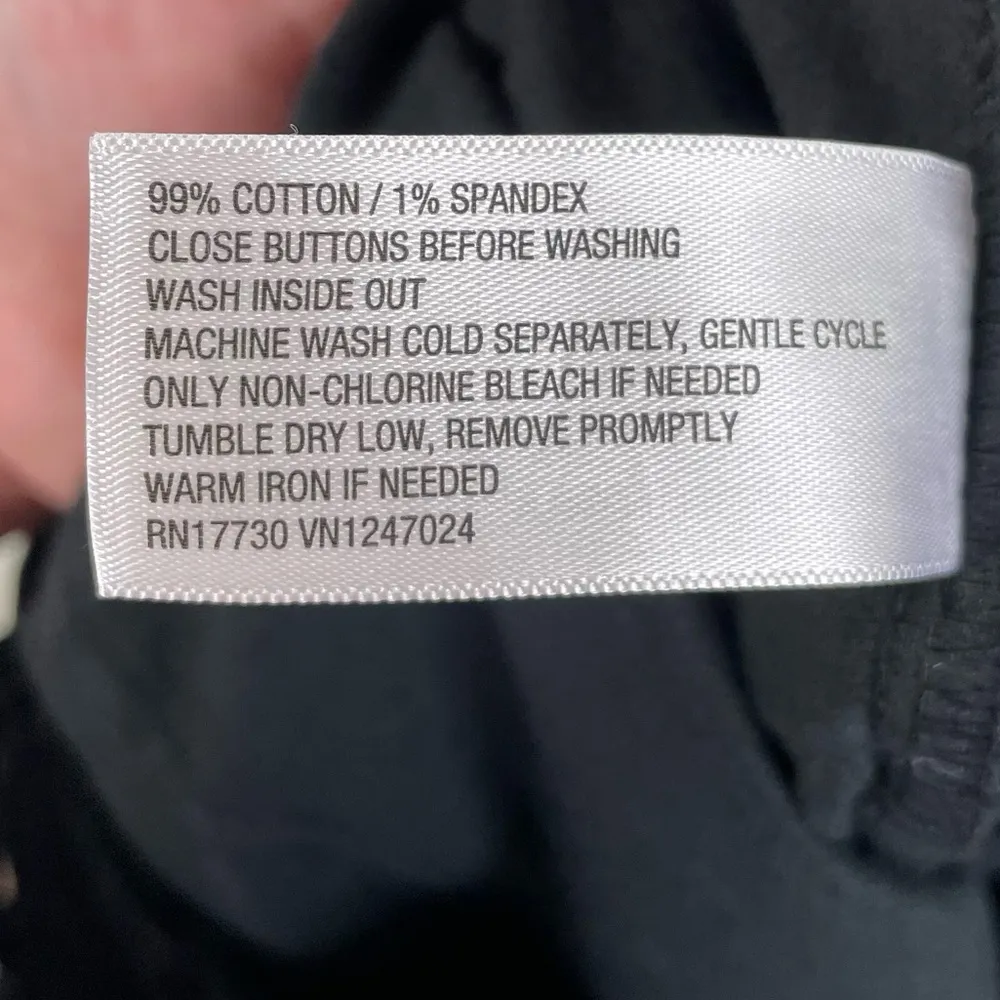 99% COTTON / 1% SPANDEX
CLOSE BUTTONS BEFORE WASHING
WASH INSIDE OUT
MACHINE WASH COLD SEPARATELY, GENTLE CYCLE
ONLY NON-CHLORINE BLEACH IF NEEDED
TUMBLE DRY LOW, REMOVE PROMPTLY
WARM IRON IF NEEDED
RN17730 VN1247024